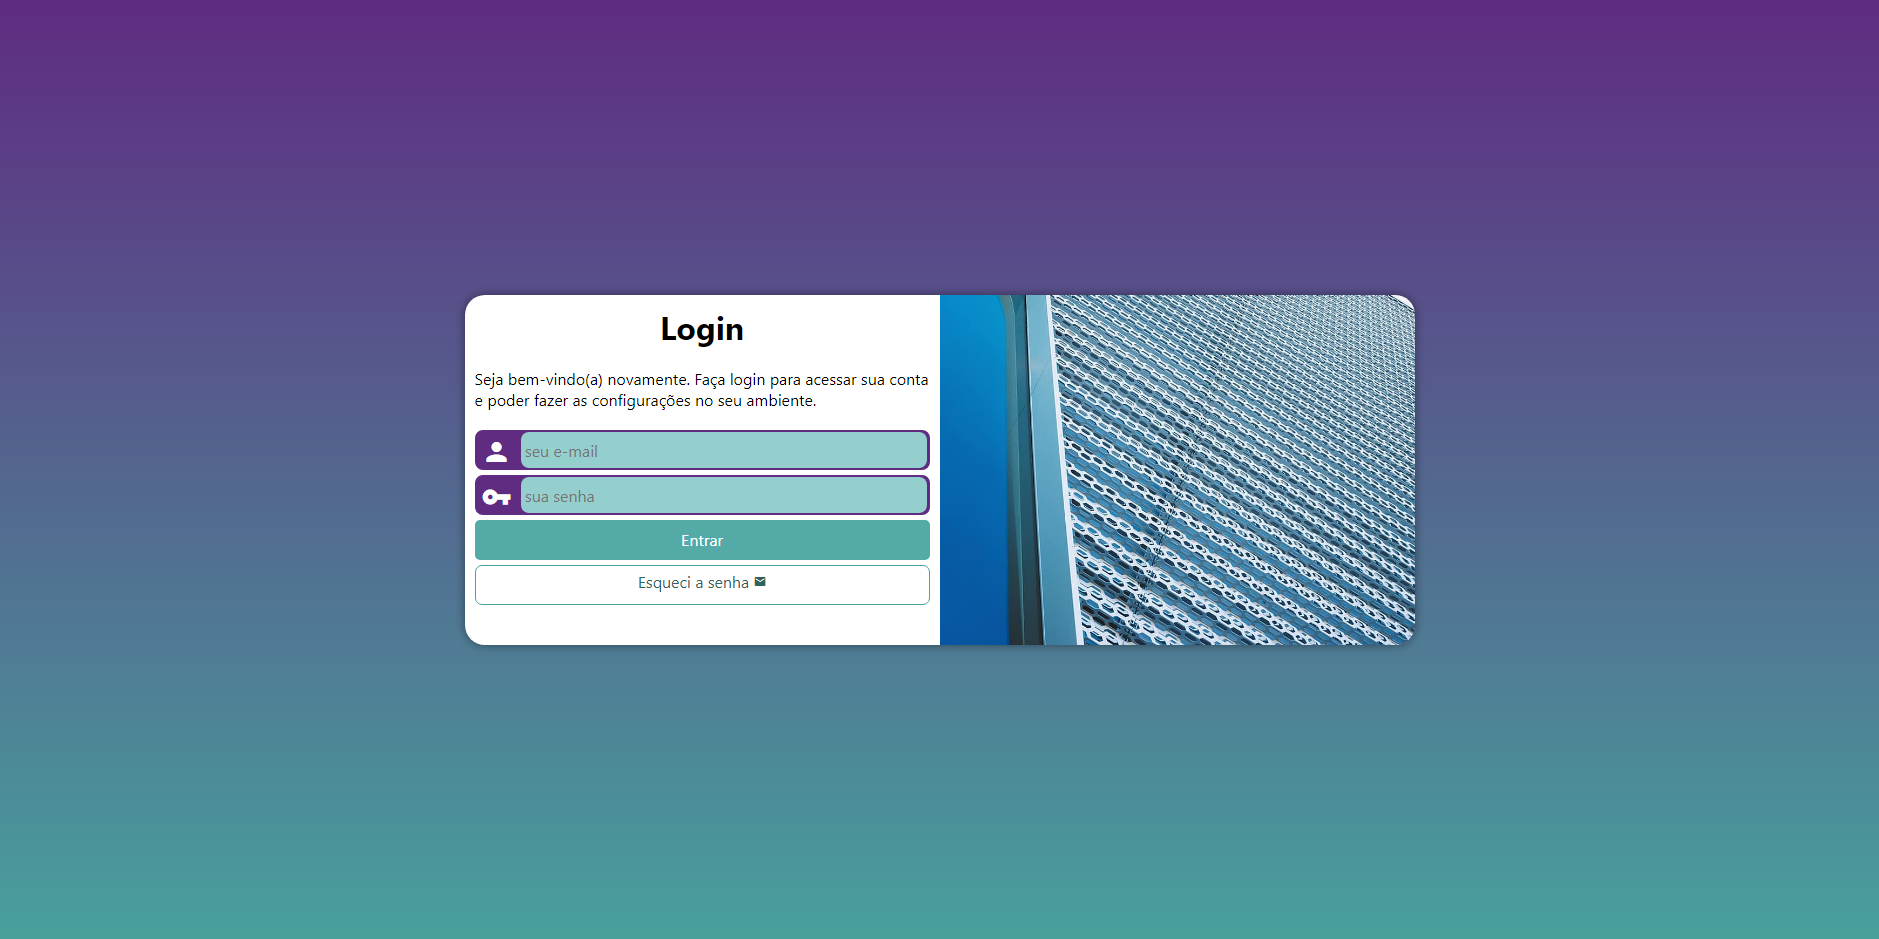 Login
Seja bem-vindo(a) novamente. Faça login para acessar sua conta
e poder fazer as configurações no seu ambiente.
seu e-mail
sua senha
Entrar
Esqueci a senha